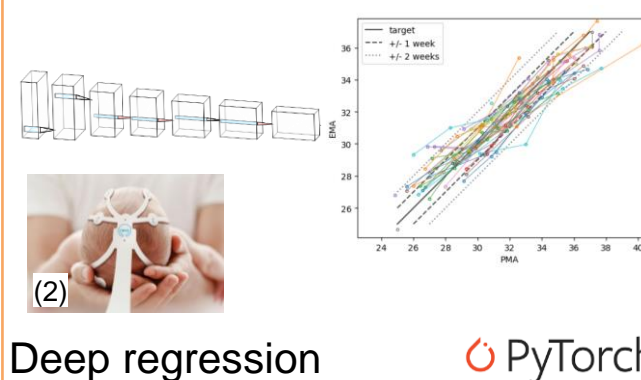 target
+/- 1 week
+/- 2 weeks
36
34
32
30
28
26
EMA
24 26 28 30 32 34 36 38 40
PMA
(2)
Deep regression
PyTorch